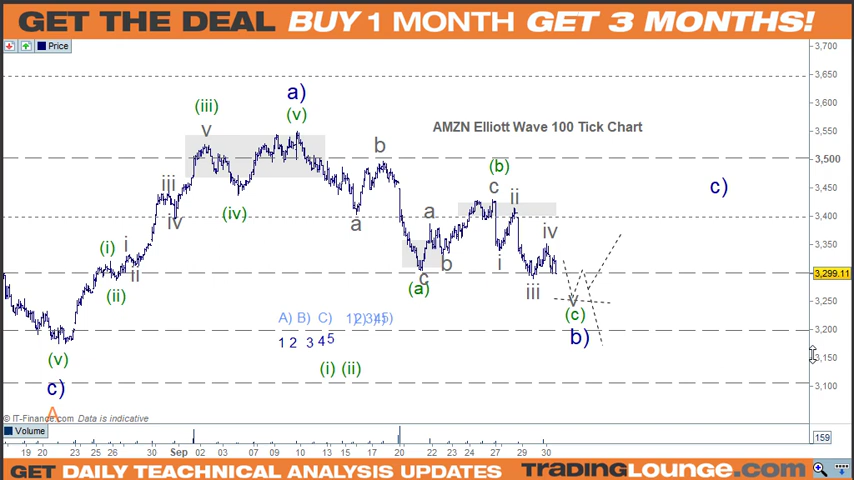 GET THE DEAL BUY 1 MONTH GET 3 MONTHS!
Price
3,700
a)
3,650
(iii)
(v)
3,600
v
AMZN Elliott Wave 100 Tick Chart
3,550
b
(b)
3,500
iii
c
ii
c)
3,450
iv
(iv)
a
a
3,400
(i)
i
iv
3,350
ii
b
i
(ii)
c
iii
3,299.11
(a)
v
3,250
(c)
A) B) C)
1)2)3)4)5)
b)
3,200
1 2 3 4 5
(v)
(i) (ii)
3,150
c)
3,100
A
© IT-Finance.com Data is indicative
Volume
159
19 20 23 25 26 30 Sep 02 03 07 09 10 13 15 17 20 22 23 24 27 29 30
GET DAILY TEACHNICAL ANALYSIS UPDATES TRADINGLOUNGE.com